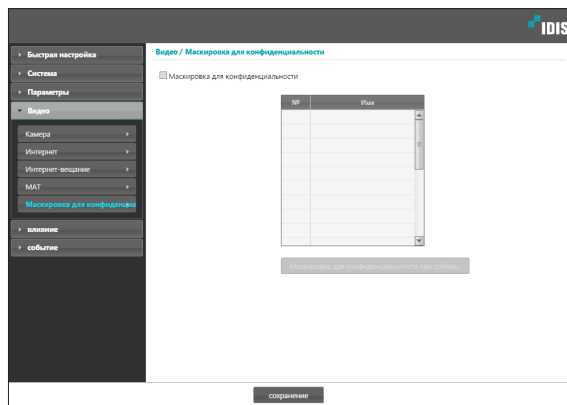 IDIS
Быстрая настройка
Система
Параметры
Видео
Камера
Интернет
Интернет-вещание
MAT
Маскировка для конфиденциа
влияние
событие
Видео / Маскировка для конфиденциальности
Маскировка для конфиденциальности
№ Имя
Маскировка для конфиденциальности Настройки...
сохранение